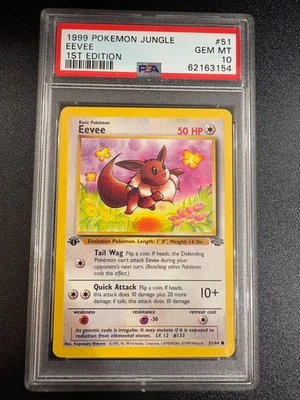 1999 POKEMON JUNGLE #51
EEVEE GEM MT
1ST EDITION PSA 10
62163154
Basic Pokémon
Eevee 50 HP
Evolution Pokémon. Length: 1' 0", Weight: 14 lbs.
Tail Wag Flip a coin. If heads, the Defending
Pokémon can't attack Eevee during your
opponent's next turn. (Benching either Pokémon
ends this effect.)
Quick Attack Flip a coin. If heads,
this attack does 10 damage plus 20 more
damage; if tails, this attack does 10 damage.
10+
weakness resistance retreat cost
-30
Its genetic code is irregular. It may mutate if it is exposed to
radiation from elemental stones. LV. 12 #133
Illus. Kagemaru Himeno
51/64